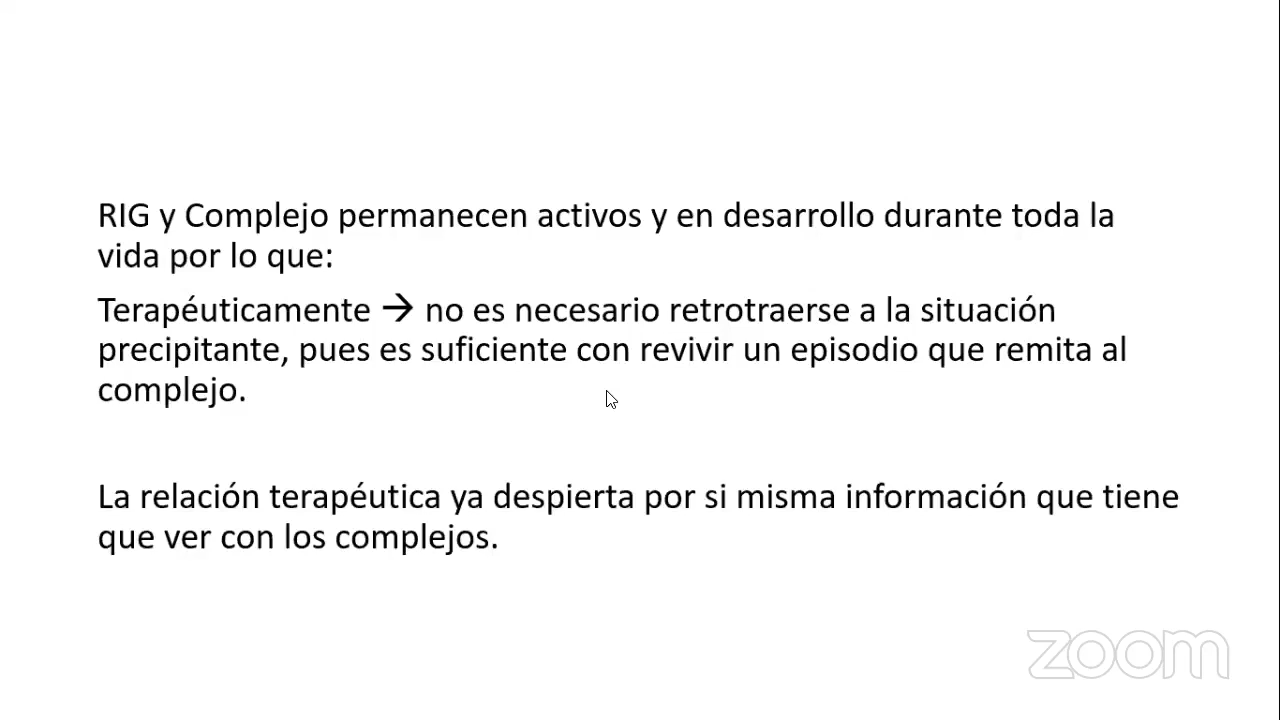 RIG y Complejo permanecen activos y en desarrollo durante toda la
vida por lo que:
Terapéuticamente → no es necesario retrotraerse a la situación
precipitante, pues es suficiente con revivir un episodio que remita al
complejo.
La relación terapéutica ya despierta por si misma información que tiene
que ver con los complejos.
zoom